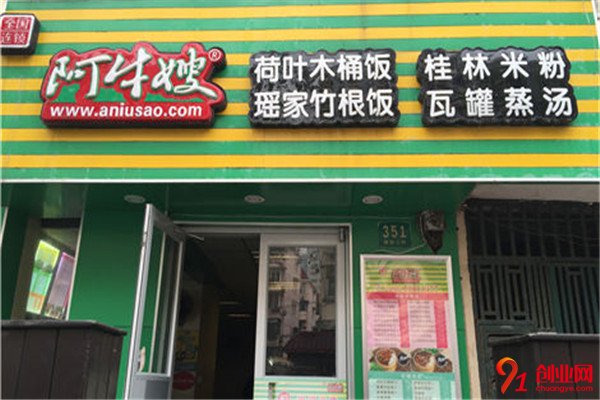 全国
连锁
阿牛嫂®
www.aniusao.com
荷叶木桶饭
瑶家竹根饭
桂林米粉
瓦罐蒸汤
351
91创业网
chuangye.com